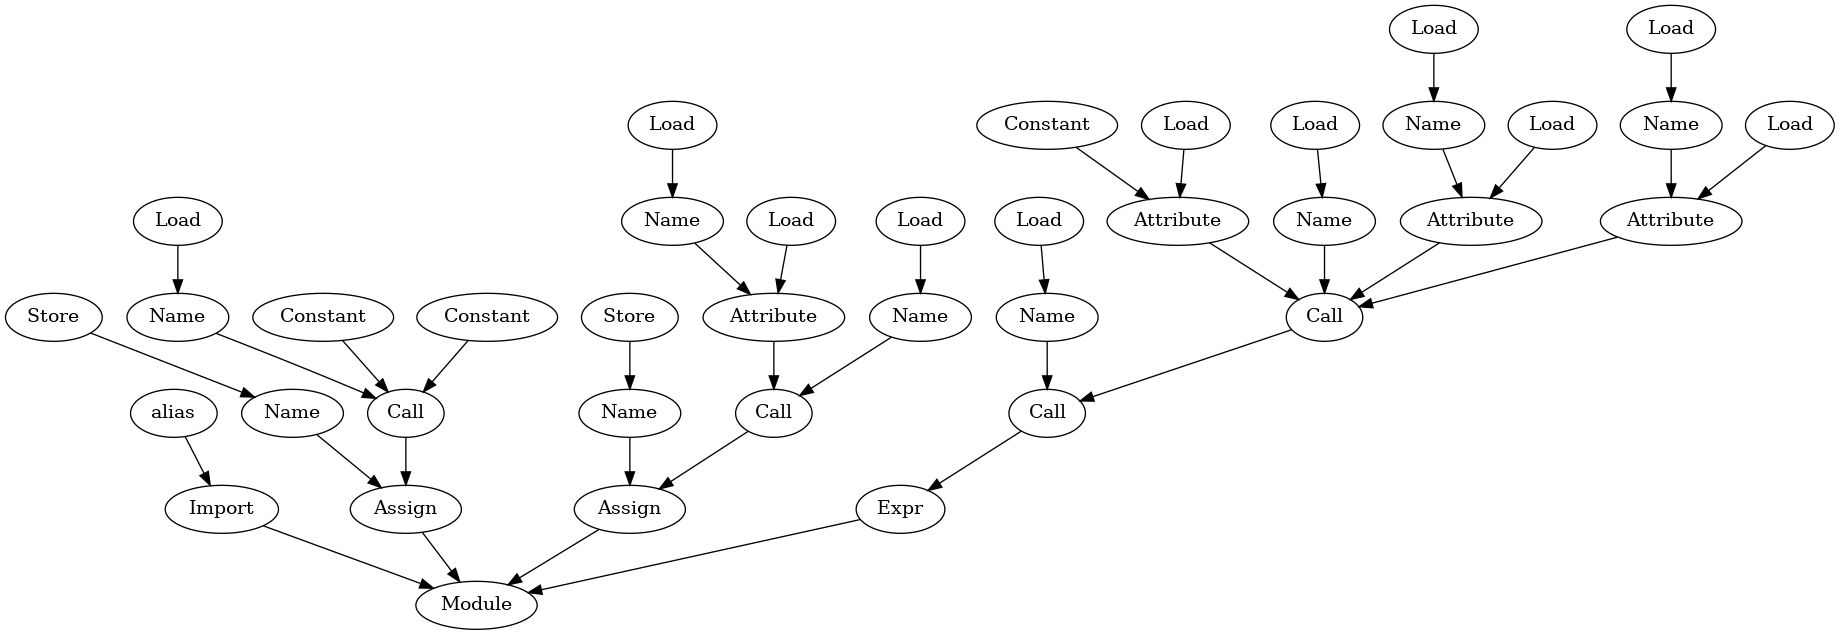 Load Load
Load Constant Load Load Name Load Name Load
Load Name Load Load Load Attribute Name Attribute Attribute
Store Name Constant Constant Store Attribute Name Name Call
alias Name Call Name Call Call
Import Assign Assign Expr
Module